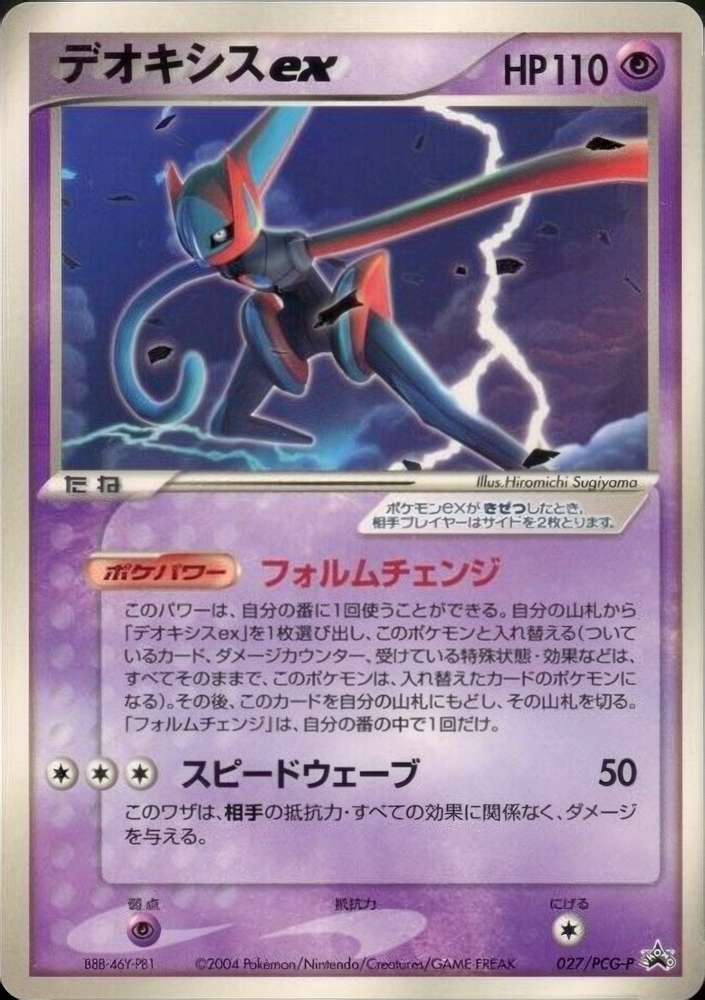 デオキシスex HP110
たね
Illus.Hiromichi Sugiyama
ポケモンexが きぜつしたとき、
相手プレイヤーはサイドを2枚とります。
ポケパワー フォルムチェンジ
このパワーは、自分の番に1回使うことができる。自分の山札から
「デオキシスex」を1枚選び出し、このポケモンと入れ替える(ついて
いるカード、ダメージカウンター、受けている特殊状態・効果などは、
すべてそのままで、このポケモンは、入れ替えたカードのポケモンに
なる)。その後、このカードを自分の山札にもどし、その山札を切る。
「フォルムチェンジ」は、自分の番の中で1回だけ。
スピードウェーブ 50
このワザは、相手の抵抗力・すべての効果に関係なく、ダメージ
を与える。
弱点 抵抗力 にげる
BBB-46Y-PB1 ©2004 Pokémon/Nintendo/Creatures/GAME FREAK 027/PCG-P PROMO